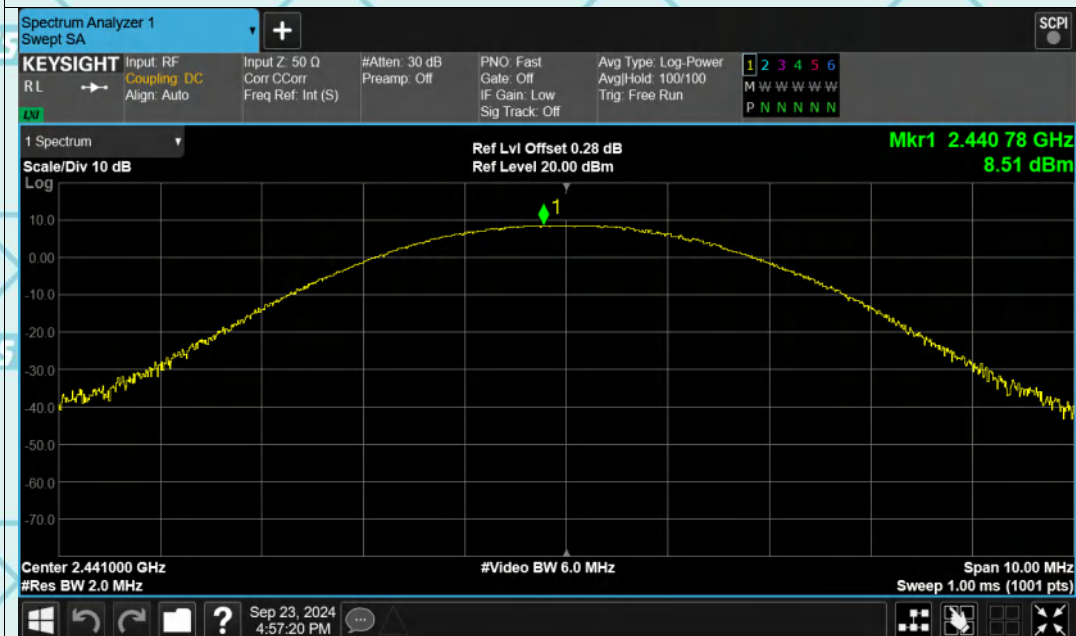 Spectrum Analyzer 1
Swept SA
+
SCPI
KEYSIGHT
RL
LXI
Input: RF
Coupling: DC
Align: Auto
Input Z: 50 Ω
Corr CCorr
Freq Ref: Int (S)
#Atten: 30 dB
Preamp: Off
PNO: Fast
Gate: Off
IF Gain: Low
Sig Track: Off
Avg Type: Log-Power
Avg|Hold: 100/100
Trig: Free Run
1 2 3 4 5 6
M W W W W W
P N N N N N
1 Spectrum
Scale/Div 10 dB
Ref Lvl Offset 0.28 dB
Ref Level 20.00 dBm
Mkr1 2.440 78 GHz
8.51 dBm
Log
1
10.0
0.00
-10.0
-20.0
-30.0
-40.0
-50.0
-60.0
-70.0
Center 2.441000 GHz
#Video BW 6.0 MHz
Span 10.00 MHz
#Res BW 2.0 MHz
Sweep 1.00 ms (1001 pts)
?
Sep 23, 2024
4:57:20 PM